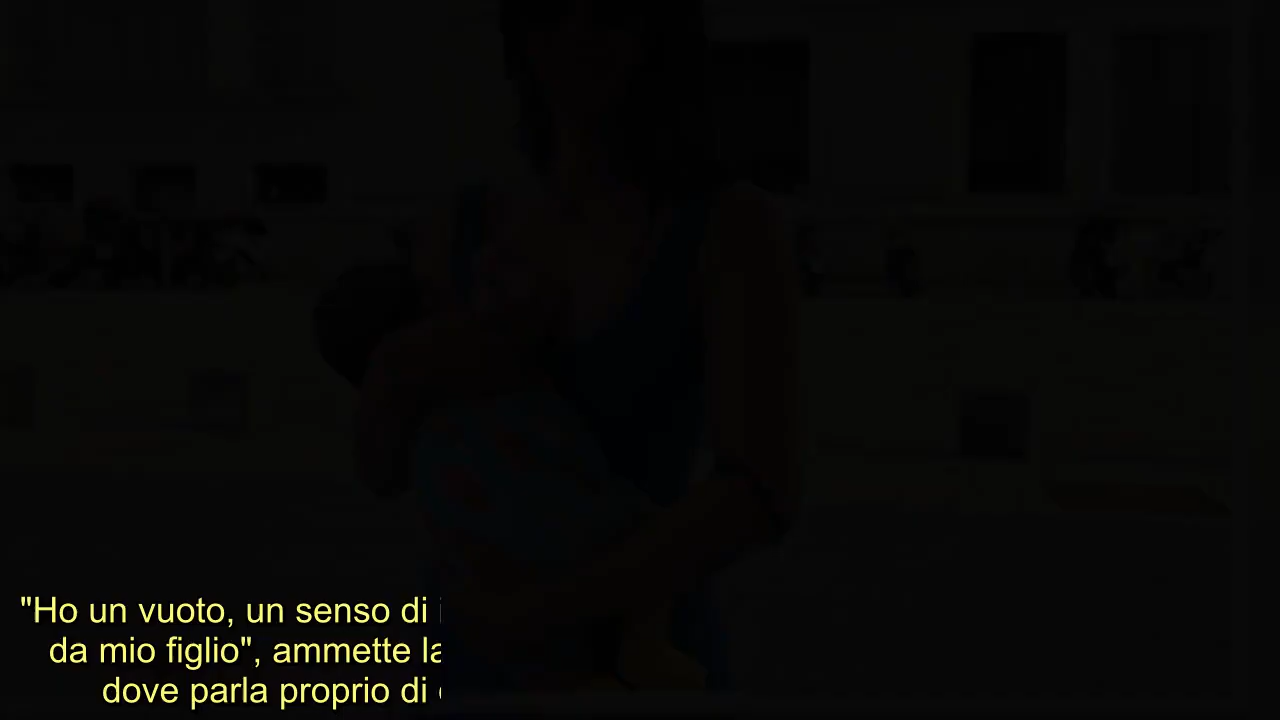 "Ho un vuoto, un senso di
da mio figlio", ammette la
dove parla proprio di